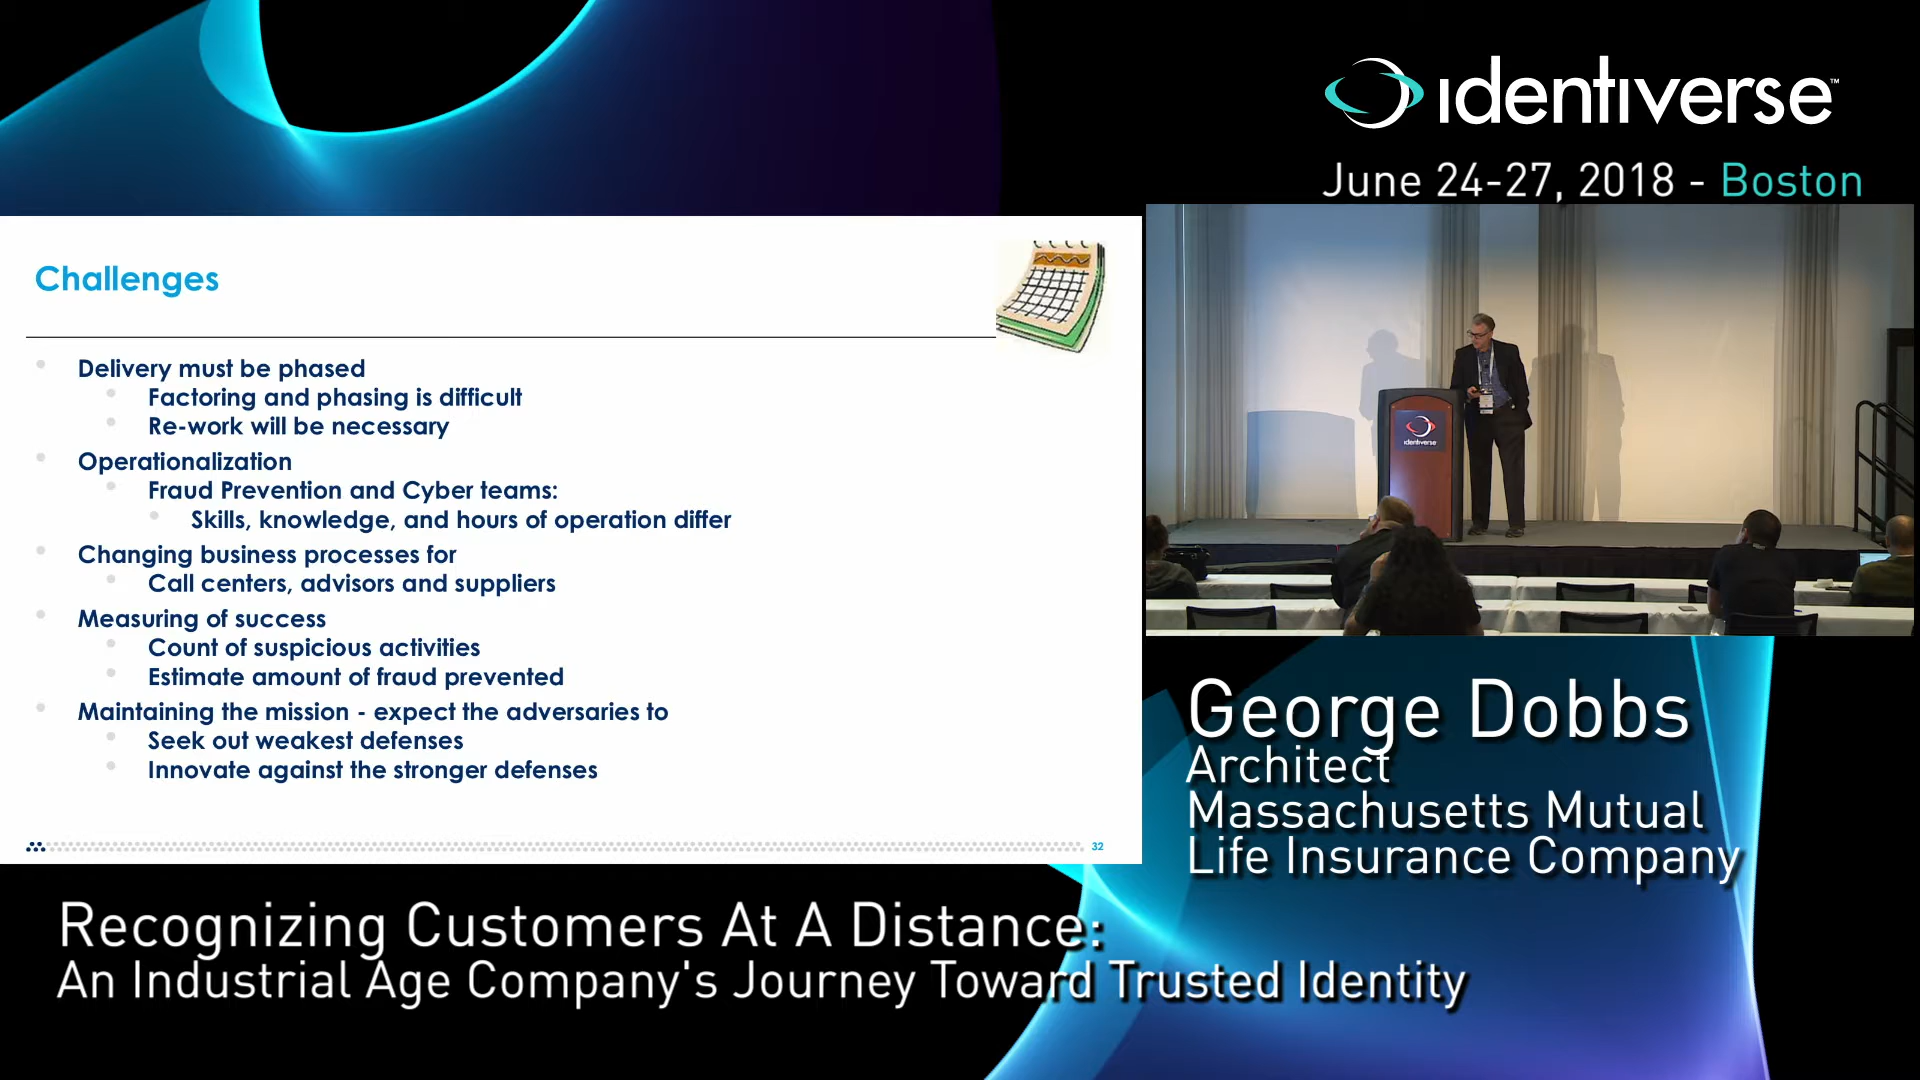 identiverse™
June 24-27, 2018 - Boston
Challenges
Delivery must be phased
Factoring and phasing is difficult
Re-work will be necessary
Operationalization
Fraud Prevention and Cyber teams:
Skills, knowledge, and hours of operation differ
Changing business processes for
Call centers, advisors and suppliers
Measuring of success
Count of suspicious activities
Estimate amount of fraud prevented
Maintaining the mission - expect the adversaries to
Seek out weakest defenses
Innovate against the stronger defenses
32
identiverse
George Dobbs
Architect
Massachusetts Mutual
Life Insurance Company
Recognizing Customers At A Distance:
An Industrial Age Company's Journey Toward Trusted Identity